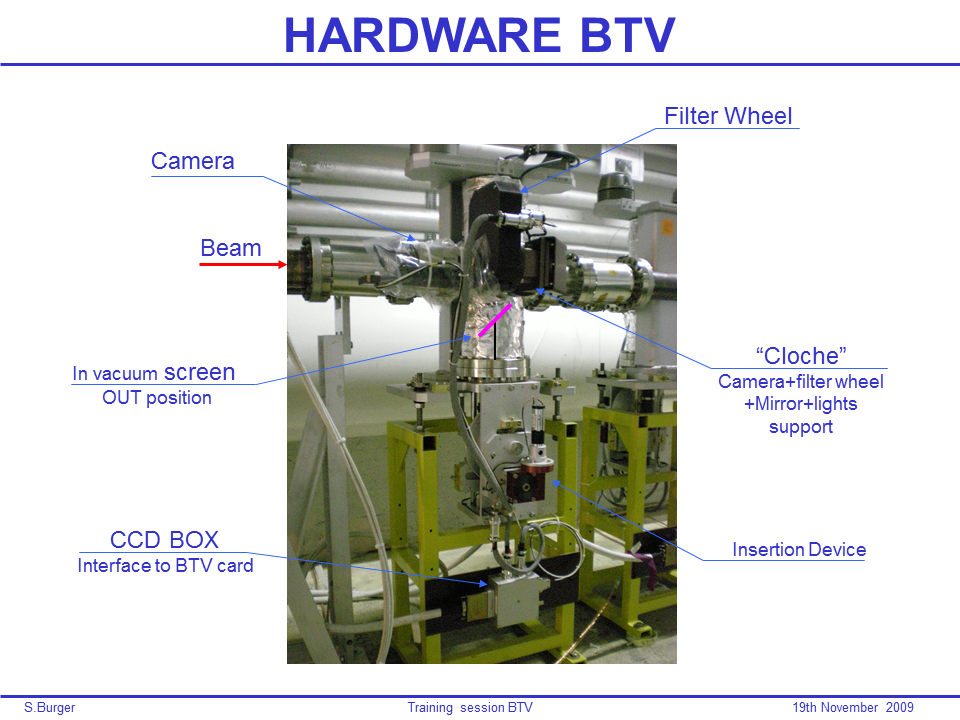 HARDWARE BTV
Filter Wheel
Camera
Beam
“Cloche”
Camera+filter wheel
+Mirror+lights
support
In vacuum screen
OUT position
CCD BOX
Interface to BTV card
Insertion Device
S.Burger
Training session BTV
19th November 2009